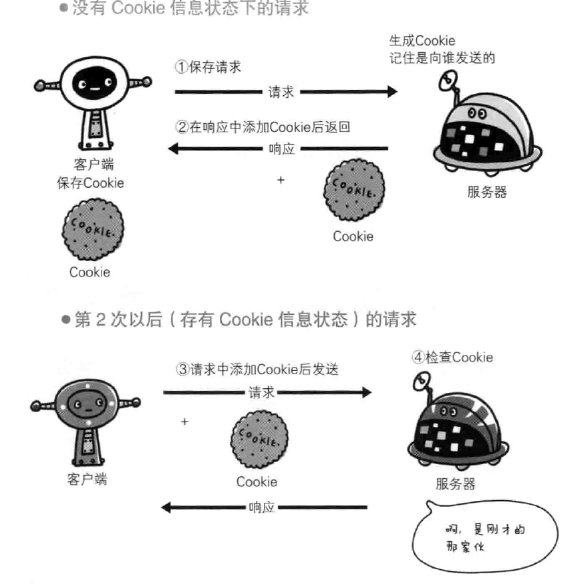 ●没有 Cookie 信息状态下的请求
生成Cookie
记住是向谁发送的
①保存请求
请求
②在响应中添加Cookie后返回
响应
客户端
保存Cookie
+
COOKIE.
服务器
COOKIE.
Cookie
Cookie
●第 2 次以后（存有 Cookie 信息状态）的请求
④检查Cookie
③请求中添加Cookie后发送
请求
+
COOKIE.
客户端
Cookie
服务器
响应
啊，是刚才的
那家伙